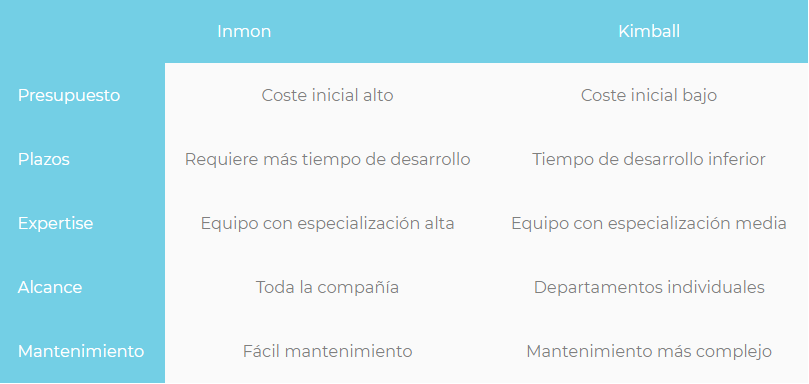 Inmon Kimball
Presupuesto Coste inicial alto Coste inicial bajo
Plazos Requiere más tiempo de desarrollo Tiempo de desarrollo inferior
Expertise Equipo con especialización alta Equipo con especialización media
Alcance Toda la compañía Departamentos individuales
Mantenimiento Fácil mantenimiento Mantenimiento más complejo